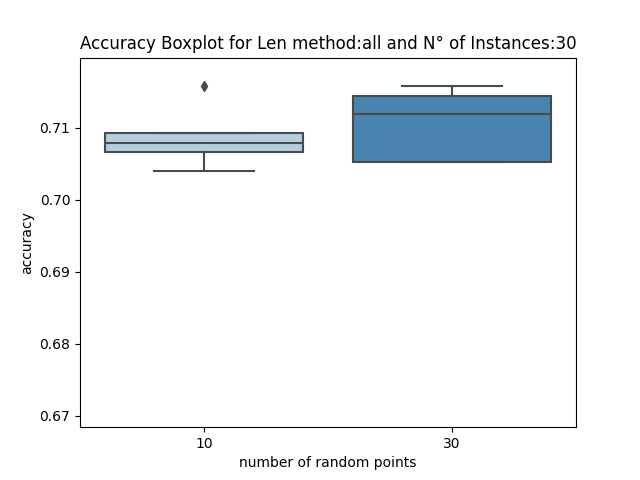 Accuracy Boxplot for Len method:all and N° of Instances:30
0.71
0.70
0.69
0.68
0.67
accuracy
10
30
number of random points